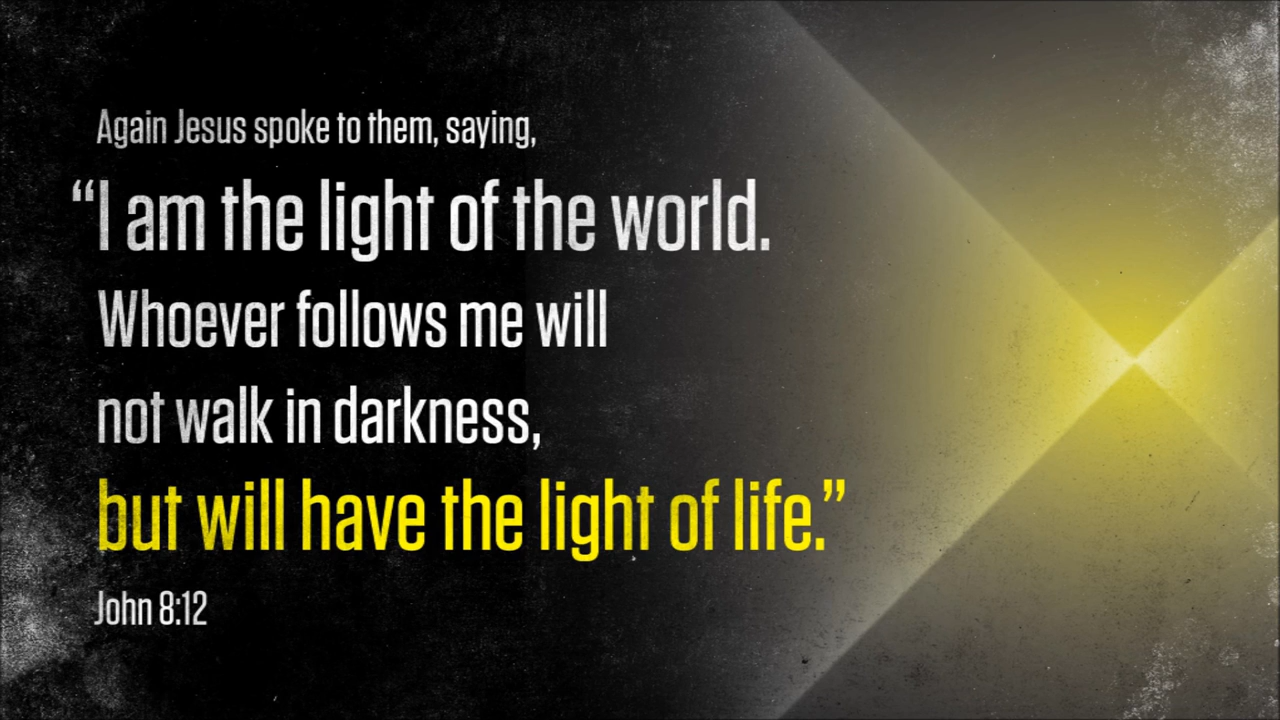 Again Jesus spoke to them, saying,
“I am the light of the world.
Whoever follows me will
not walk in darkness,
but will have the light of life.”
John 8:12